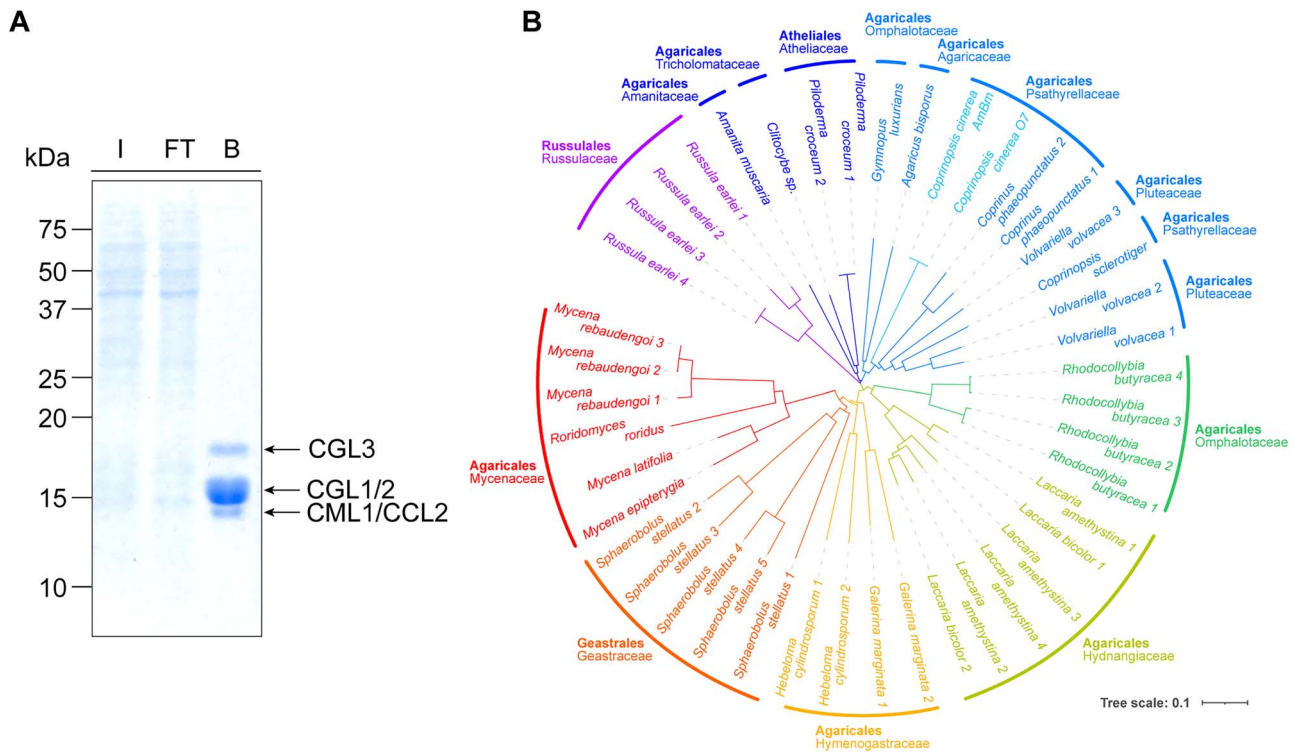 A
kDa
I FT B
75
50
37
25
20
15
10
CGL3
CGL1/2
CML1/CCL2
B
Agaricales
Amanitaceae
Agaricales
Tricholomataceae
Atheliales
Atheliaceae
Agaricales
Omphalotaceae
Agaricales
Agaricaceae
Agaricales
Psathyrellaceae
Agaricales
Pluteaceae
Agaricales
Psathyrellaceae
Agaricales
Pluteaceae
Agaricales
Omphalotaceae
Agaricales
Hydnangiaceae
Agaricales
Hymenogastraceae
Geastrales
Geastraceae
Agaricales
Mycenaceae
Russulales
Russulaceae
Amanita muscaria
Clitocybe sp.
Piloderma
croceum 2
Piloderma
croceum 1
Gymnopus
luxurians
Agaricus bisporus
Coprinopsis cinerea
AmBm
Coprinopsis
cinerea O7
Coprinus
phaeopunctatus 2
Coprinus
phaeopunctatus 1
Volvariella
volvacea 3
Coprinopsis
sclerotiger
Volvariella
volvacea 2
Volvariella
volvacea 1
Rhodocollybia
butyracea 4
Rhodocollybia
butyracea 3
Rhodocollybia
butyracea 2
Rhodocollybia
butyracea 1
Laccaria
amethystina 1
Laccaria bicolor 1
Laccaria
amethystina 3
Laccaria
amethystina 4
Laccaria
amethystina 2
Laccaria bicolor 2
Galerina marginata 2
Galerina marginata 1
Hebeloma
cylindrosporum 2
Hebeloma
cylindrosporum 1
Sphaerobolus
stellatus 1
Sphaerobolus
stellatus 5
Sphaerobolus
stellatus 4
Sphaerobolus
stellatus 3
Sphaerobolus
stellatus 2
Mycena epipterygia
Mycena latifolia
Roridomyces
roridus
Mycena
rebaudengoi 1
Mycena
rebaudengoi 2
Mycena
rebaudengoi 3
Russula earlei 4
Russula earlei 3
Russula earlei 2
Russula earlei 1
Tree scale: 0.1